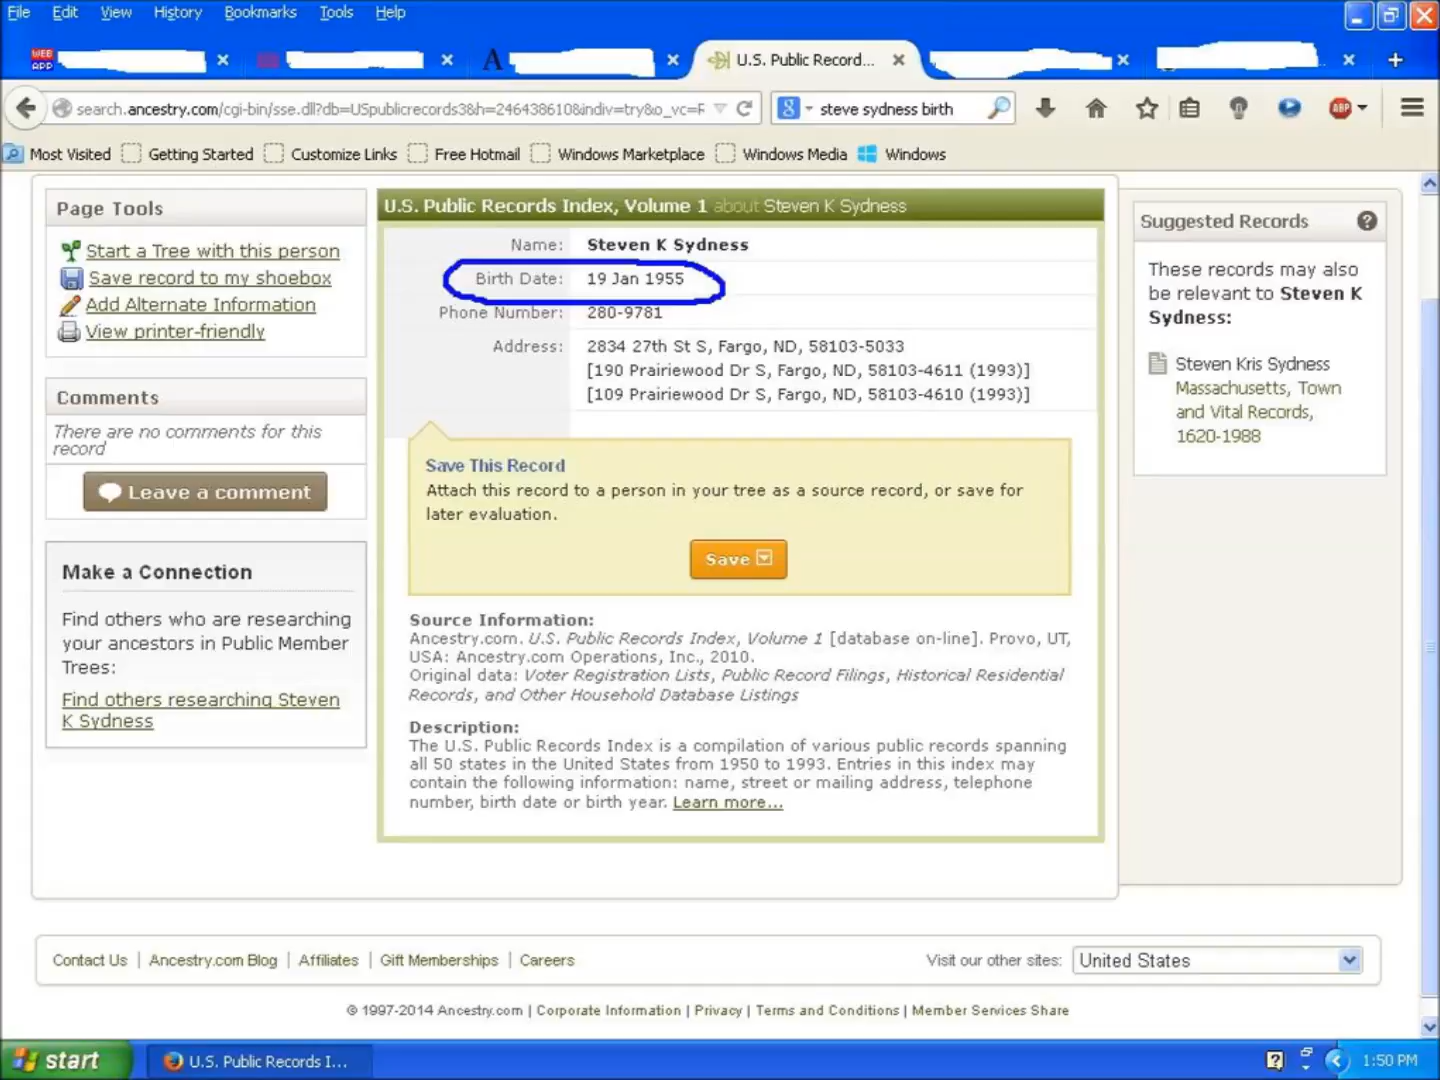 File Edit View History Bookmarks Tools Help
WEB APP
A
U.S. Public Record...
search.ancestry.com/cgi-bin/sse.dll?db=USpublicrecords3&h=246438610&indiv=try&o_vc=F
steve sydness birth
ABP
Most Visited Getting Started Customize Links Free Hotmail Windows Marketplace Windows Media Windows
Page Tools
Start a Tree with this person
Save record to my shoebox
Add Alternate Information
View printer-friendly
Comments
There are no comments for this
record
Leave a comment
Make a Connection
Find others who are researching
your ancestors in Public Member
Trees:
Find others researching Steven
K Sydness
U.S. Public Records Index, Volume 1 about Steven K Sydness
Name: Steven K Sydness
Birth Date: 19 Jan 1955
Phone Number: 280-9781
Address: 2834 27th St S, Fargo, ND, 58103-5033
[190 Prairiewood Dr S, Fargo, ND, 58103-4611 (1993)]
[109 Prairiewood Dr S, Fargo, ND, 58103-4610 (1993)]
Save This Record
Attach this record to a person in your tree as a source record, or save for
later evaluation.
Save
Source Information:
Ancestry.com. U.S. Public Records Index, Volume 1 [database on-line]. Provo, UT,
USA: Ancestry.com Operations, Inc., 2010.
Original data: Voter Registration Lists, Public Record Filings, Historical Residential
Records, and Other Household Database Listings
Description:
The U.S. Public Records Index is a compilation of various public records spanning
all 50 states in the United States from 1950 to 1993. Entries in this index may
contain the following information: name, street or mailing address, telephone
number, birth date or birth year. Learn more...
Suggested Records ?
These records may also
be relevant to Steven K
Sydness:
Steven Kris Sydness
Massachusetts, Town
and Vital Records,
1620-1988
Contact Us | Ancestry.com Blog | Affiliates | Gift Memberships | Careers
Visit our other sites: United States
© 1997-2014 Ancestry.com | Corporate Information | Privacy | Terms and Conditions | Member Services Share
start
U.S. Public Records I...
1:50 PM